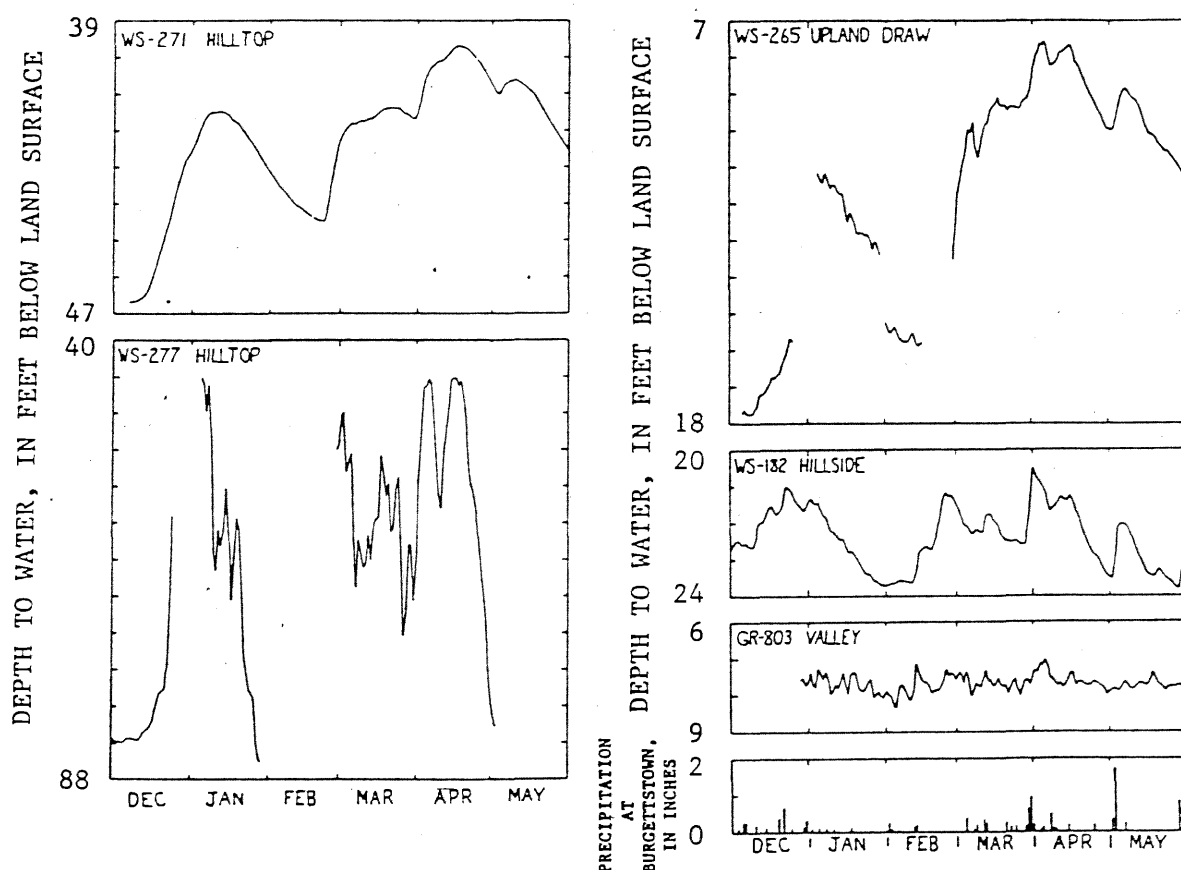 DEPTH TO WATER, IN FEET BELOW LAND SURFACE
39
WS-271 HILLTOP
47
40
WS-277 HILLTOP
88
DEC JAN FEB MAR APR MAY
DEPTH TO WATER, IN FEET BELOW LAND SURFACE
7
WS-265 UPLAND DRAW
18
20
WS-182 HILLSIDE
24
6
GR-803 VALLEY
9
PRECIPITATION
AT
BURGETTSTOWN,
IN INCHES
2
0
DEC JAN FEB MAR APR MAY